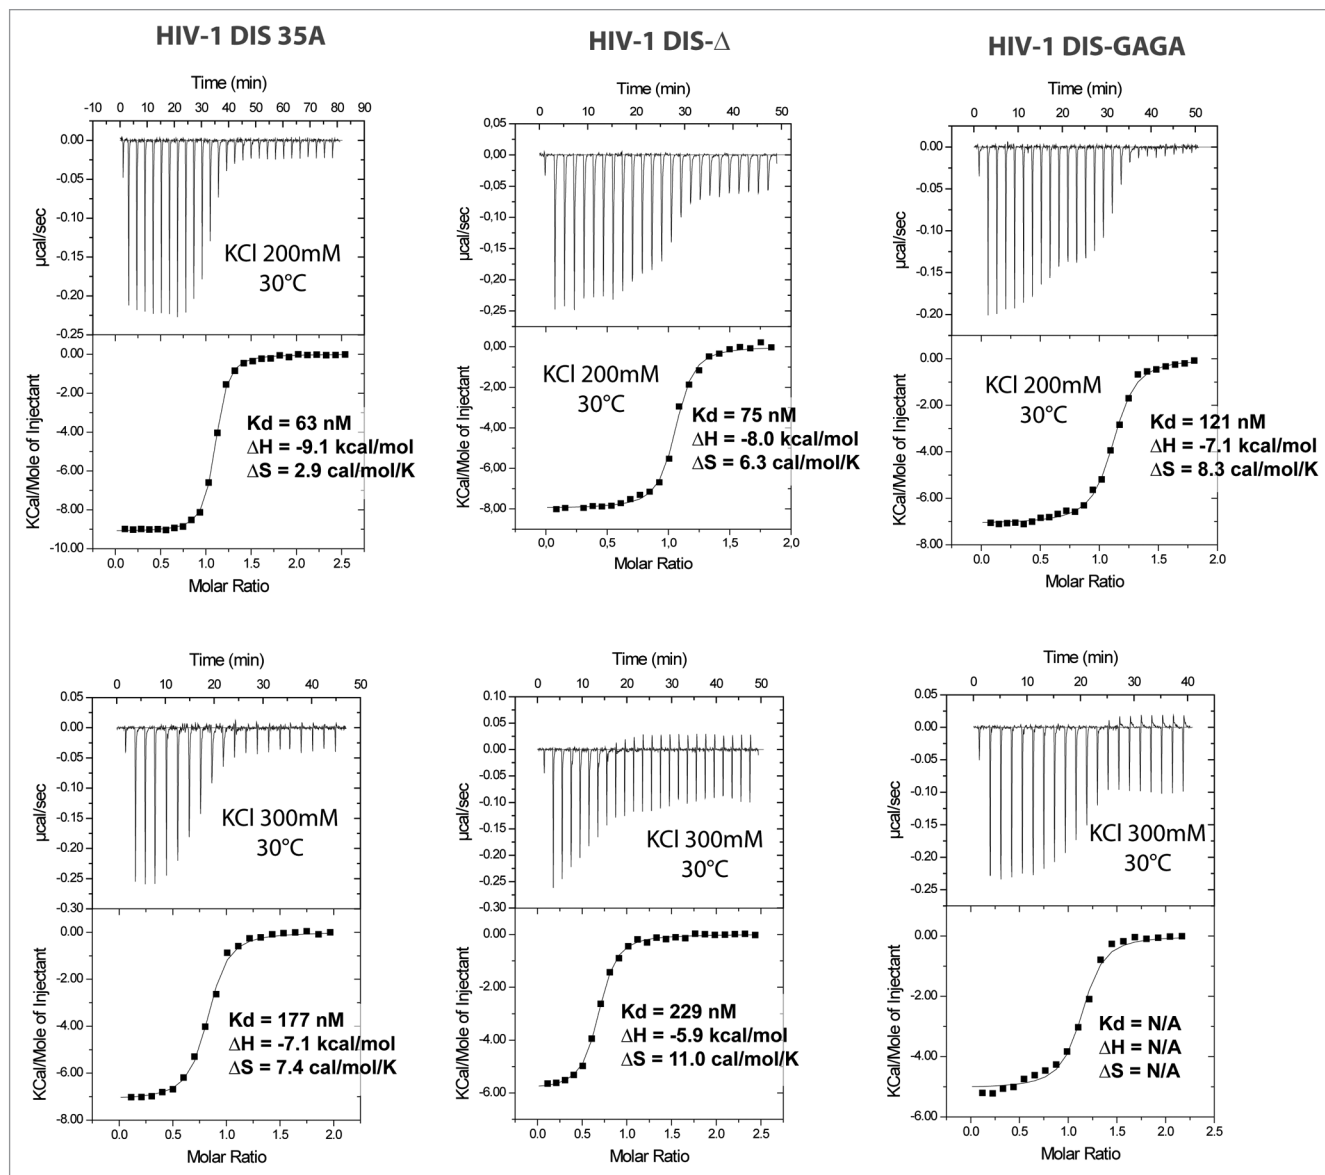 HIV-1 DIS 35A
Time (min)
-10 0 10 20 30 40 50 60 70 80 90
0.00
-0.05
-0.10
-0.15
-0.20
-0.25
µcal/sec
KCl 200mM
30°C
0.00
-2.00
-4.00
-6.00
-8.00
-10.00
KCal/Mole of Injectant
Kd = 63 nM
ΔH = -9.1 kcal/mol
ΔS = 2.9 cal/mol/K
0.0 0.5 1.0 1.5 2.0 2.5
Molar Ratio
HIV-1 DIS-Δ
Time (min)
0 10 20 30 40 50
0,05
0,00
-0,05
-0,10
-0,15
-0,20
-0,25
µcal/sec
0,00
-2,00
-4,00
-6,00
-8,00
KCal/Mole of Injectant
KCl 200mM
30°C
Kd = 75 nM
ΔH = -8.0 kcal/mol
ΔS = 6.3 cal/mol/K
0,0 0,5 1,0 1,5 2,0
Molar Ratio
HIV-1 DIS-GAGA
Time (min)
0 10 20 30 40 50
0.00
-0.05
-0.10
-0.15
-0.20
µcal/sec
0.00
-2.00
-4.00
-6.00
-8.00
KCal/Mole of Injectant
KCl 200mM
30°C
Kd = 121 nM
ΔH = -7.1 kcal/mol
ΔS = 8.3 cal/mol/K
0.0 0.5 1.0 1.5 2.0
Molar Ratio
Time (min)
0 10 20 30 40 50
0.05
0.00
-0.05
-0.10
-0.15
-0.20
-0.25
-0.30
µcal/sec
KCl 300mM
30°C
0.00
-2.00
-4.00
-6.00
-8.00
KCal/Mole of Injectant
Kd = 177 nM
ΔH = -7.1 kcal/mol
ΔS = 7.4 cal/mol/K
0.0 0.5 1.0 1.5 2.0
Molar Ratio
Time (min)
0 10 20 30 40 50
0.10
0.05
0.00
-0.05
-0.10
-0.15
-0.20
-0.25
-0.30
µcal/sec
KCl 300mM
30°C
0.00
-2.00
-4.00
-6.00
KCal/Mole of Injectant
Kd = 229 nM
ΔH = -5.9 kcal/mol
ΔS = 11.0 cal/mol/K
0.0 0.5 1.0 1.5 2.0 2.5
Molar Ratio
Time (min)
0 10 20 30 40
0.05
0.00
-0.05
-0.10
-0.15
-0.20
-0.25
µcal/sec
KCl 300mM
30°C
0.00
-2.00
-4.00
-6.00
KCal/Mole of Injectant
Kd = N/A
ΔH = N/A
ΔS = N/A
0.0 0.5 1.0 1.5 2.0 2.5
Molar Ratio